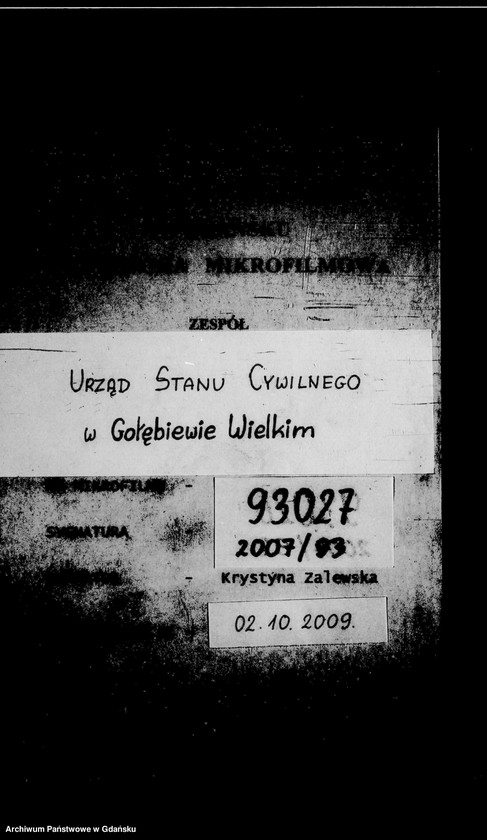 MIKROFILMOWA
ZESPÓŁ
URZĄD STANU CYWILNEGO
w Gołębiewie Wielkim
MIKROFILMU -
93027
SYGNATURA
2007/93
- Krystyna Zalewska
02.10.2009.
Archiwum Państwowe w Gdańsku